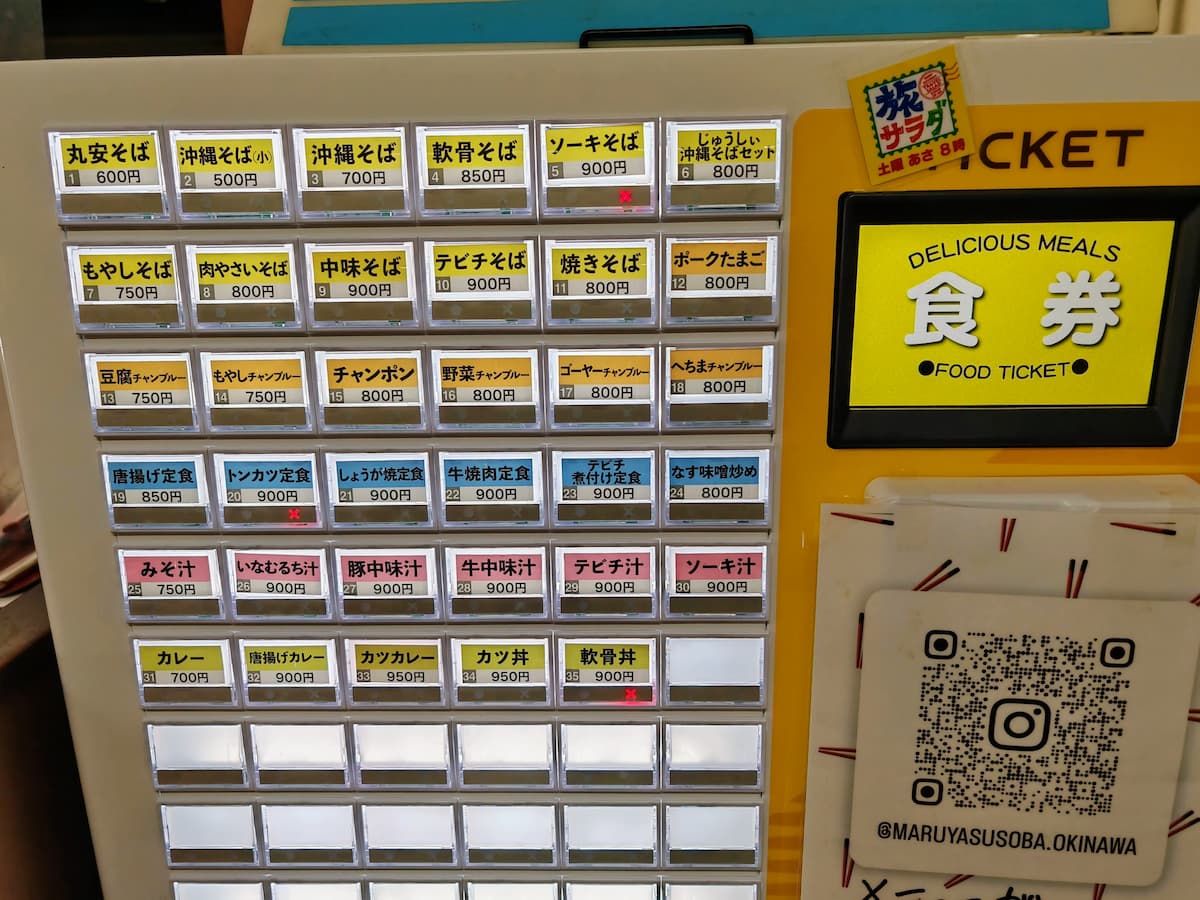 丸安そば
1 600円
沖縄そば(小)
2 500円
沖縄そば
3 700円
軟骨そば
4 850円
ソーキそば
5 900円
じゅうしぃ
沖縄そばセット
6 800円
もやしそば
7 750円
肉やさいそば
8 800円
中味そば
9 900円
テビチそば
10 900円
焼きそば
11 800円
ポークたまご
12 800円
豆腐チャンプルー
13 750円
もやしチャンプルー
14 750円
チャンポン
15 800円
野菜チャンプルー
16 800円
ゴーヤーチャンプルー
17 800円
へちまチャンプルー
18 800円
唐揚げ定食
19 850円
トンカツ定食
20 900円
しょうが焼定食
21 900円
牛焼肉定食
22 900円
テビチ
煮付け定食
23 900円
なす味噌炒め
24 800円
みそ汁
25 750円
いなむるち汁
26 900円
豚中味汁
27 900円
牛中味汁
28 900円
テビチ汁
29 900円
ソーキ汁
30 900円
カレー
31 700円
唐揚げカレー
32 900円
カツカレー
33 950円
カツ丼
34 950円
軟骨丼
35 900円
旅
サラダ
土曜 あさ 8時
ICKET
DELICIOUS MEALS
食券
●FOOD TICKET●
@MARUYASUSOBA.OKINAWA